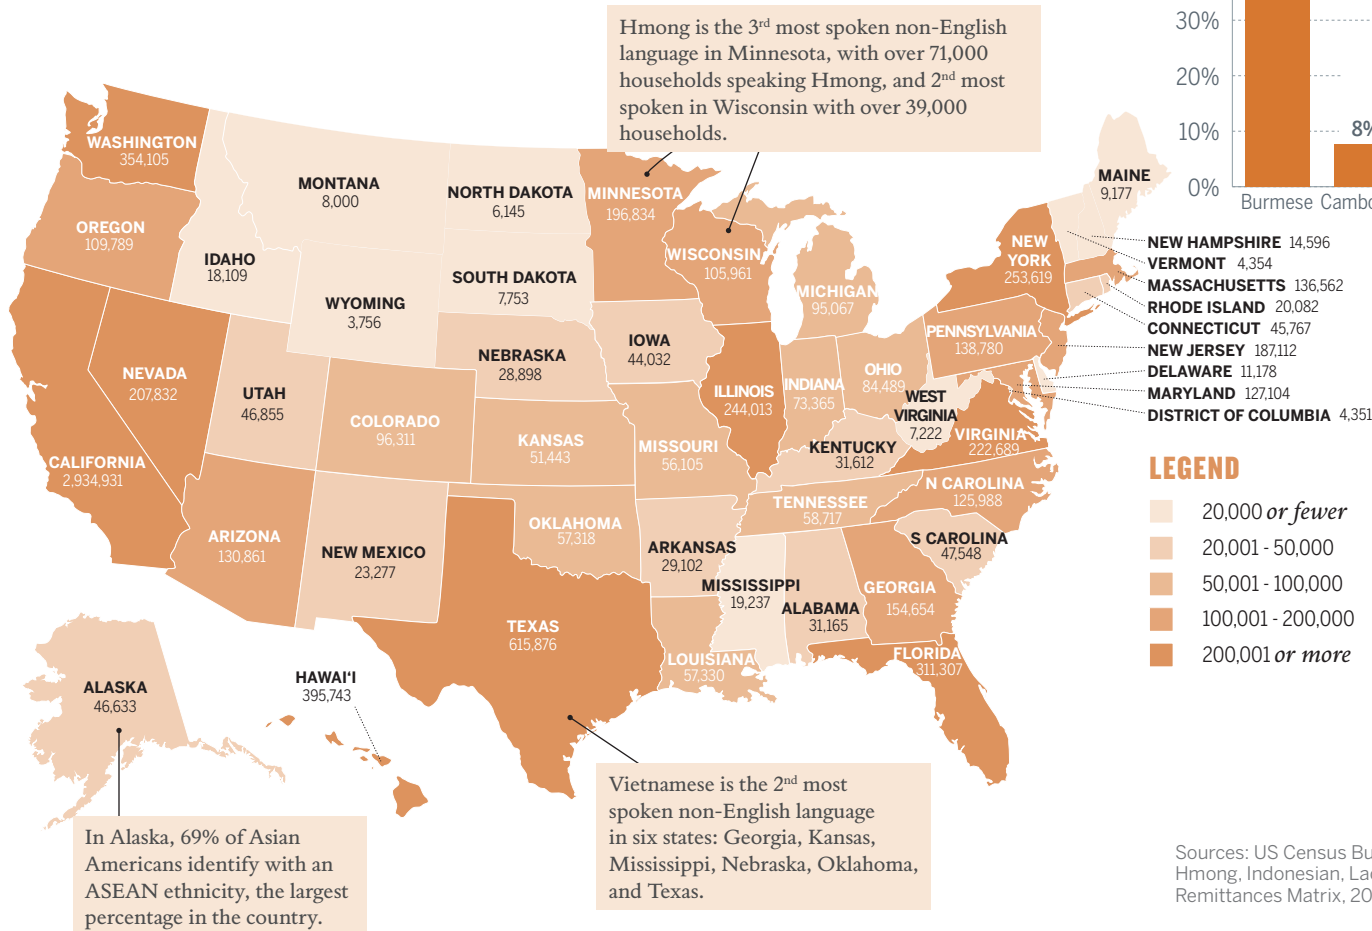 Hmong is the 3rd most spoken non-English
language in Minnesota, with over 71,000
households speaking Hmong, and 2nd most
spoken in Wisconsin with over 39,000
households.
30%
20%
10%
0%
8%
Burmese
WASHINGTON
354,105
OREGON
109,789
IDAHO
18,109
MONTANA
8,000
WYOMING
3,756
NORTH DAKOTA
6,145
SOUTH DAKOTA
7,753
NEBRASKA
28,898
MINNESOTA
196,834
WISCONSIN
105,961
IOWA
44,032
MICHIGAN
95,067
NEW
YORK
253,619
MAINE
9,177
NEW HAMPSHIRE 14,596
VERMONT 4,354
MASSACHUSETTS 136,562
RHODE ISLAND 20,082
CONNECTICUT 45,767
NEW JERSEY 187,112
DELAWARE 11,178
MARYLAND 127,104
DISTRICT OF COLUMBIA 4,351
NEVADA
207,832
UTAH
46,855
COLORADO
96,311
KANSAS
51,443
MISSOURI
56,105
ILLINOIS
244,013
INDIANA
73,365
OHIO
84,489
PENNSYLVANIA
138,780
WEST
VIRGINIA
7,222
KENTUCKY
31,612
VIRGINIA
222,689
CALIFORNIA
2,934,931
ARIZONA
130,861
NEW MEXICO
23,277
OKLAHOMA
57,318
ARKANSAS
29,102
TENNESSEE
58,717
N CAROLINA
125,988
S CAROLINA
47,548
MISSISSIPPI
19,237
ALABAMA
31,165
GEORGIA
154,654
TEXAS
615,876
LOUISIANA
57,330
FLORIDA
311,307
ALASKA
46,633
HAWAIʻI
395,743
LEGEND
20,000 or fewer
20,001 - 50,000
50,001 - 100,000
100,001 - 200,000
200,001 or more
In Alaska, 69% of Asian
Americans identify with an
ASEAN ethnicity, the largest
percentage in the country.
Vietnamese is the 2nd most
spoken non-English language
in six states: Georgia, Kansas,
Mississippi, Nebraska, Oklahoma,
and Texas.
Sources: US Census
Hmong, Indonesian,
Remittances Matrix,